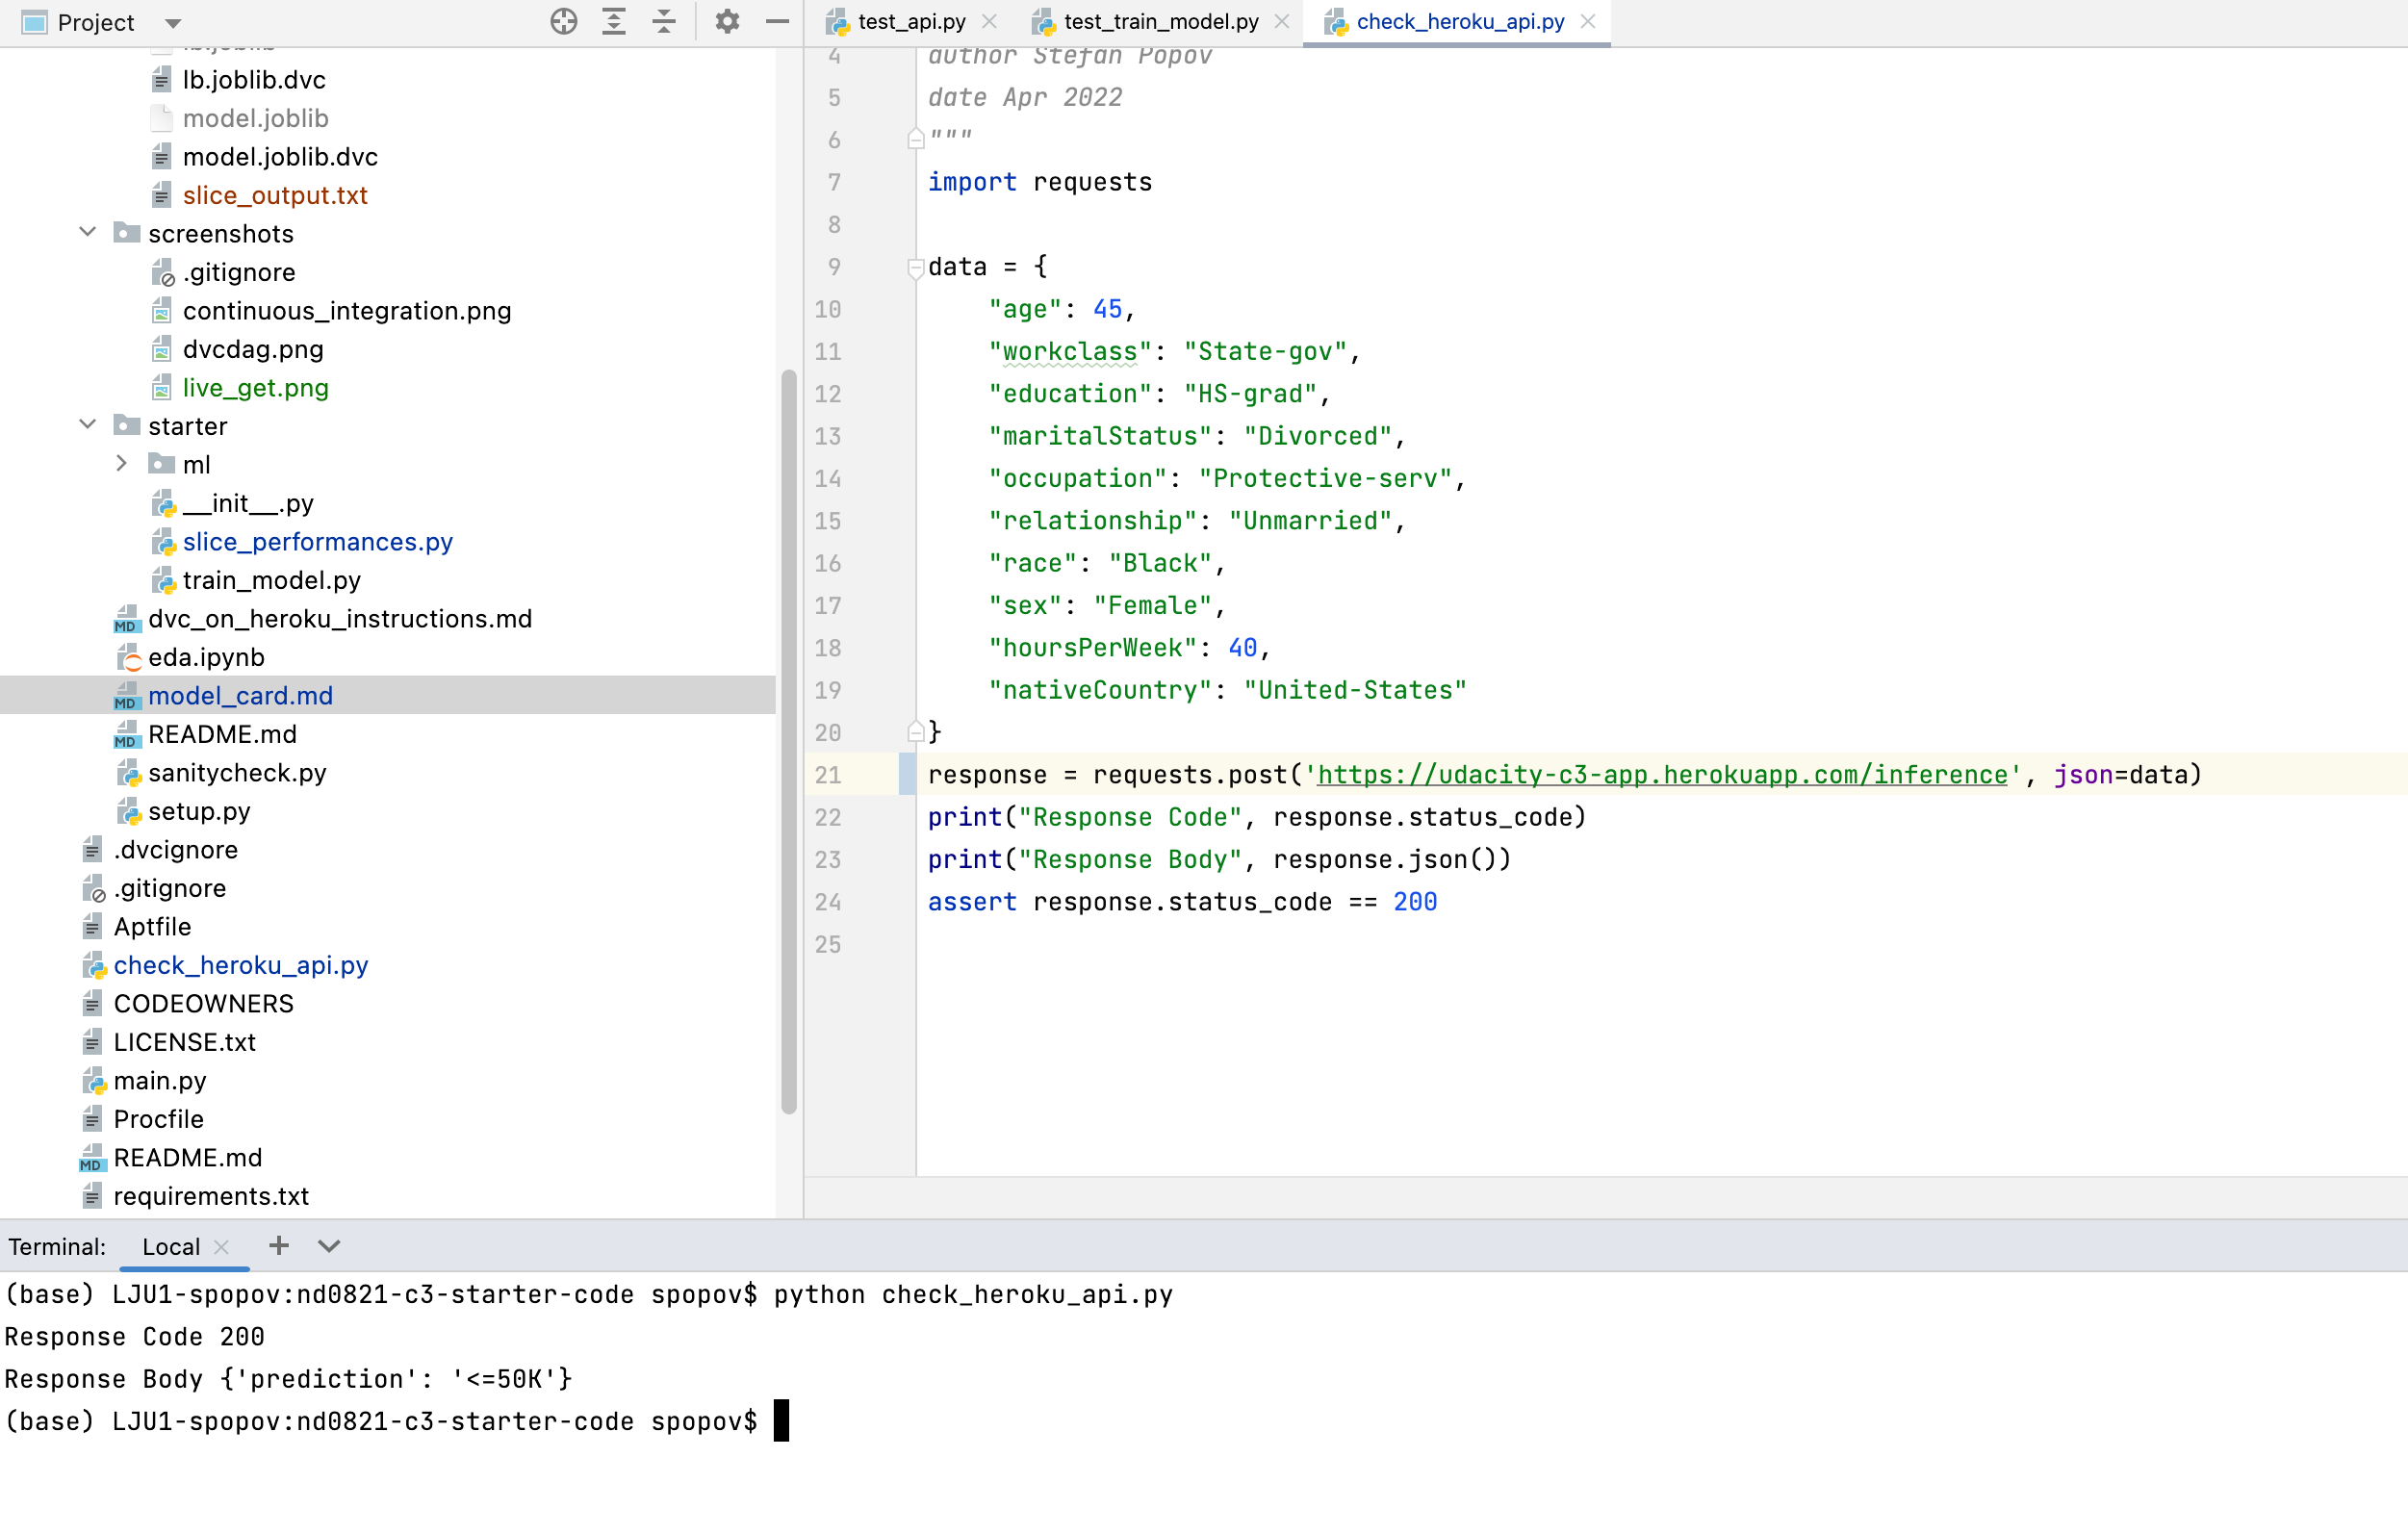 Project
lb.joblib
lb.joblib.dvc
model.joblib
model.joblib.dvc
slice_output.txt
screenshots
.gitignore
continuous_integration.png
dvcdag.png
live_get.png
starter
ml
__init__.py
slice_performances.py
train_model.py
MD dvc_on_heroku_instructions.md
eda.ipynb
MD model_card.md
MD README.md
sanitycheck.py
setup.py
.dvcignore
.gitignore
Aptfile
check_heroku_api.py
CODEOWNERS
LICENSE.txt
main.py
Procfile
MD README.md
requirements.txt
test_api.py test_train_model.py check_heroku_api.py
4 author Stefan Popov
5 date Apr 2022
6 """
7 import requests
8
9 data = {
10 "age": 45,
11 "workclass": "State-gov",
12 "education": "HS-grad",
13 "maritalStatus": "Divorced",
14 "occupation": "Protective-serv",
15 "relationship": "Unmarried",
16 "race": "Black",
17 "sex": "Female",
18 "hoursPerWeek": 40,
19 "nativeCountry": "United-States"
20 }
21 response = requests.post('https://udacity-c3-app.herokuapp.com/inference', json=data)
22 print("Response Code", response.status_code)
23 print("Response Body", response.json())
24 assert response.status_code == 200
25
Terminal: Local
(base) LJU1-spopov:nd0821-c3-starter-code spopov$ python check_heroku_api.py
Response Code 200
Response Body {'prediction': '<=50K'}
(base) LJU1-spopov:nd0821-c3-starter-code spopov$